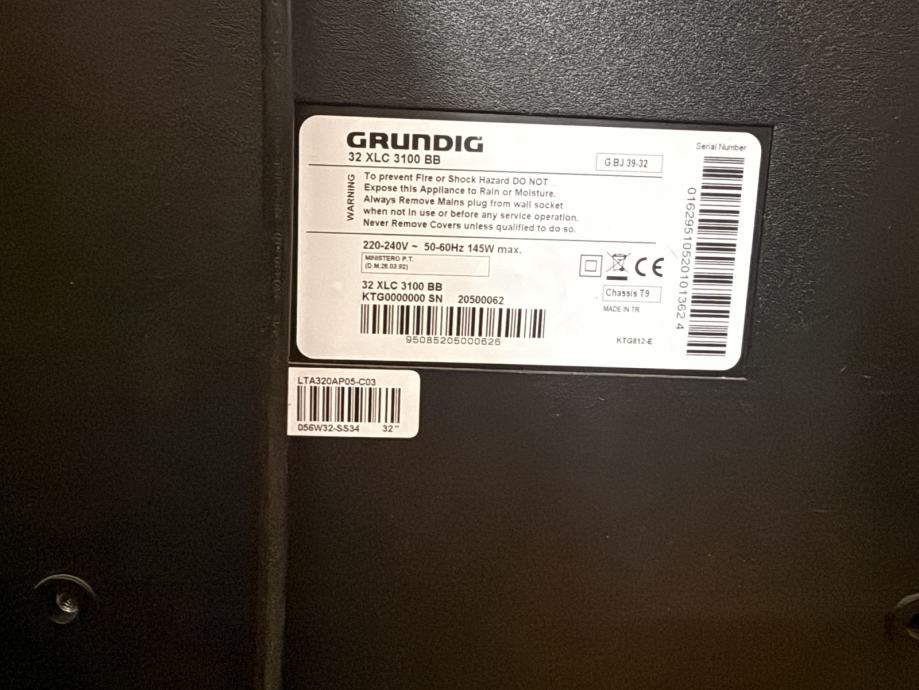 GRUNDIG
32 XLC 3100 BB
G BJ 39-32
Serial Number
WARNING
To prevent Fire or Shock Hazard DO NOT
Expose this Appliance to Rain or Moisture.
Always Remove Mains plug from wall socket
when not in use or before any service operation.
Never Remove Covers unless qualified to do so.
220-240V ~ 50-60Hz 145W max.
MINISTERO P.T.
(D.M.26.03.92)
CE
32 XLC 3100 BB
KTG0000000 SN 20500062
Chassis T9
MADE IN TR
95085205000626
KTG812-E
01629510520101362 4
LTA320AP05-C03
056W32-SS34 32"